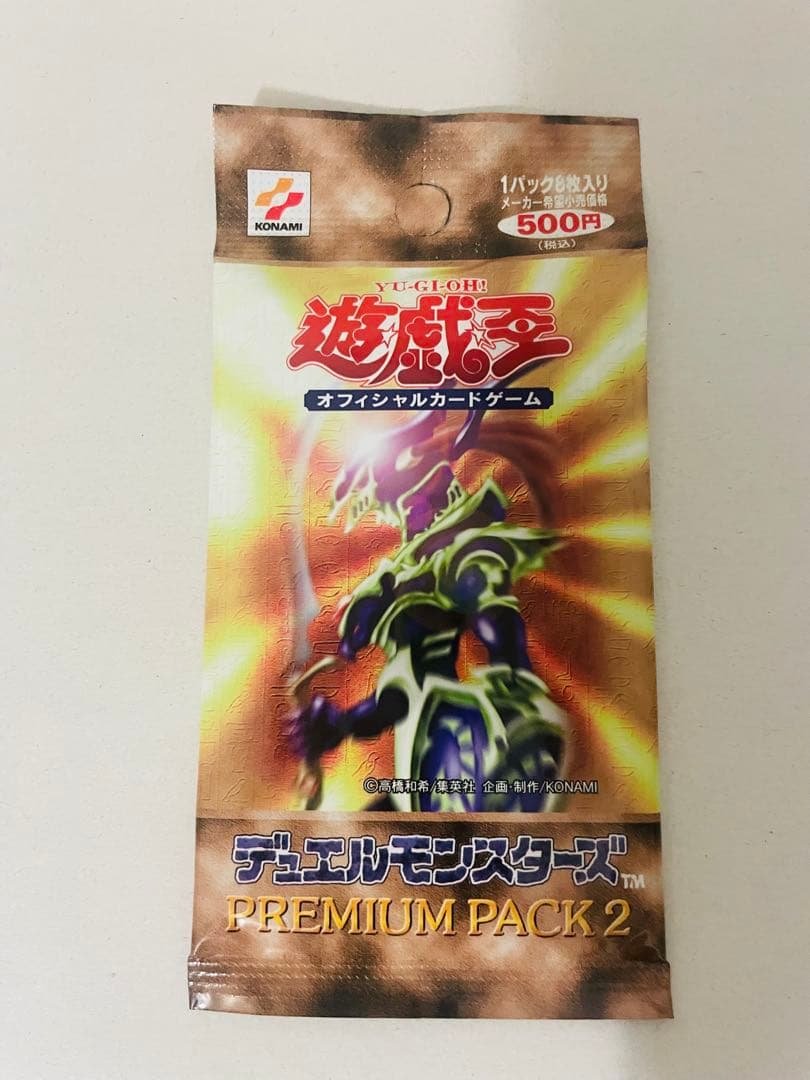 KONAMI
1パック8枚入り
メーカー希望小売価格
500円
(税込)
YU-GI-OH!
遊戯王
オフィシャルカードゲーム
©高橋和希/集英社 企画・制作/KONAMI
デュエルモンスターズ™
PREMIUM PACK 2